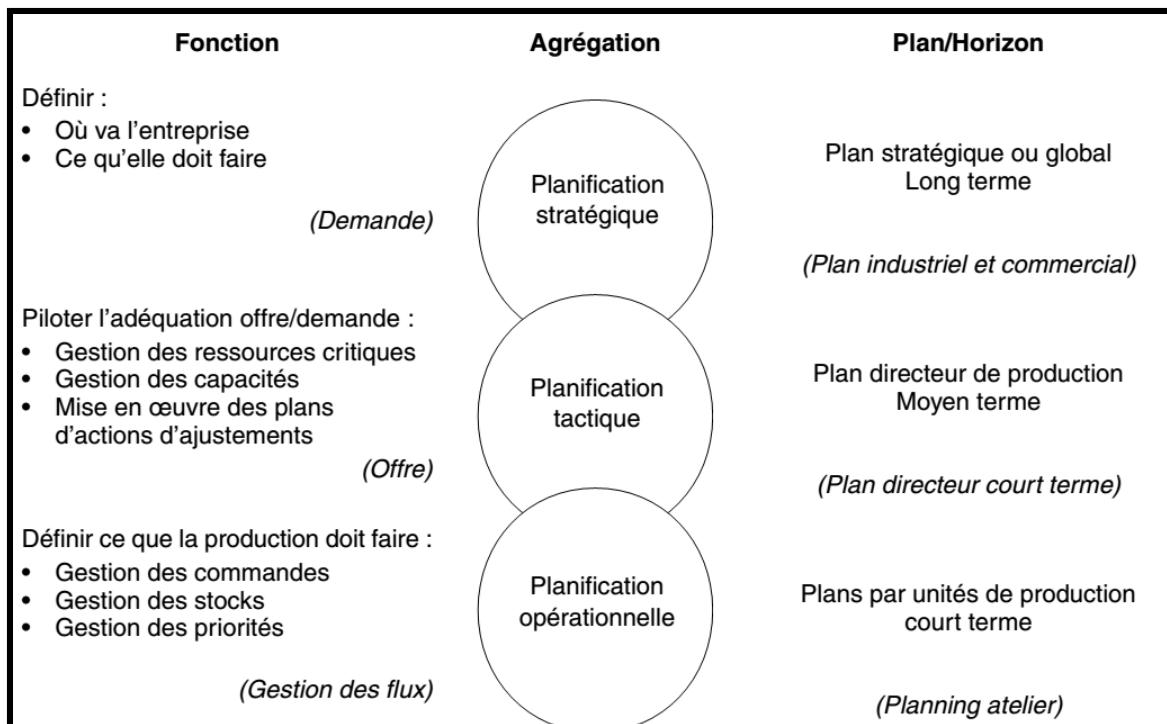 Fonction
Agrégation
Plan/Horizon
Définir :
• Où va l'entreprise
• Ce qu'elle doit faire
(Demande)
Planification
stratégique
Plan stratégique ou global
Long terme
(Plan industriel et commercial)
Piloter l'adéquation offre/demande :
• Gestion des ressources critiques
• Gestion des capacités
• Mise en œuvre des plans
d'actions d'ajustements
(Offre)
Planification
tactique
Plan directeur de production
Moyen terme
(Plan directeur court terme)
Définir ce que la production doit faire :
• Gestion des commandes
• Gestion des stocks
• Gestion des priorités
(Gestion des flux)
Planification
opérationnelle
Plans par unités de production
court terme
(Planning atelier)